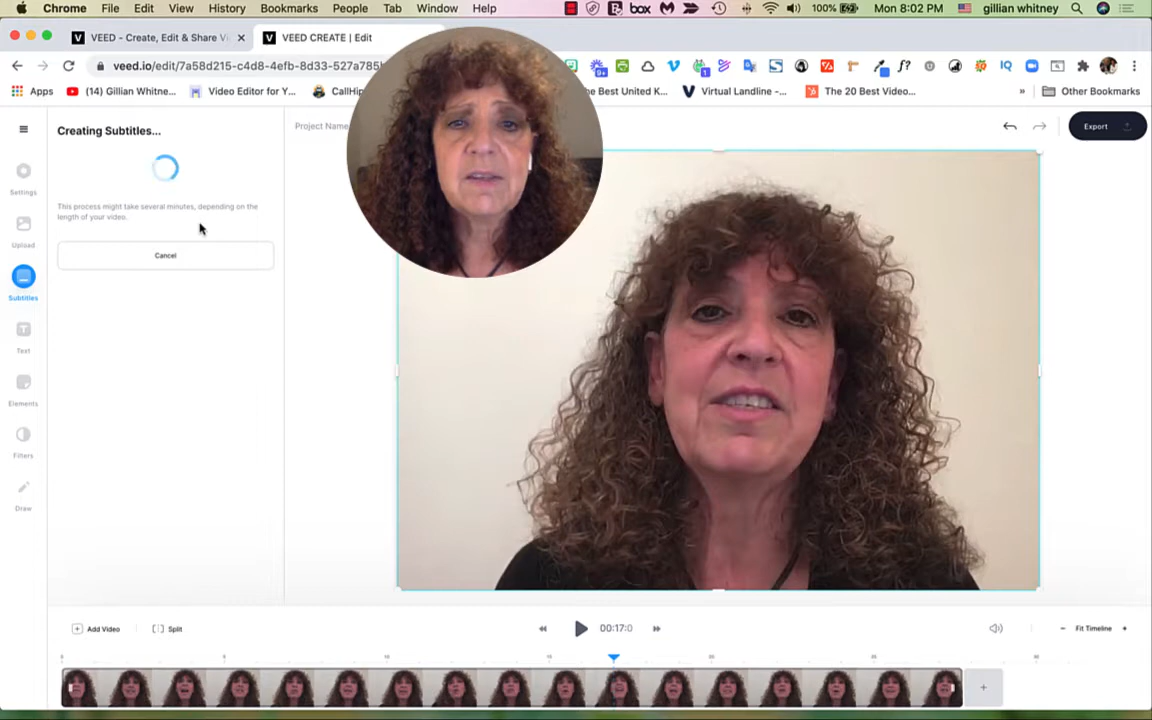 Chrome File Edit View History Bookmarks People Tab Window Help box 100% Mon 8:02 PM gillian whitney
VEED - Create, Edit & Share Vi VEED CREATE | Edit
veed.io/edit/7a58d215-c4d8-4efb-8d33-527a785b
Apps (14) Gillian Whitne... Video Editor for Y... CallHip The Best United K... Virtual Landline -... The 20 Best Video... » Other Bookmarks
Creating Subtitles...
Project Name
Export
This process might take several minutes, depending on the
length of your video.
Cancel
Settings
Upload
Subtitles
Text
Elements
Filters
Draw
Add Video Split 00:17:0 Fit Timeline